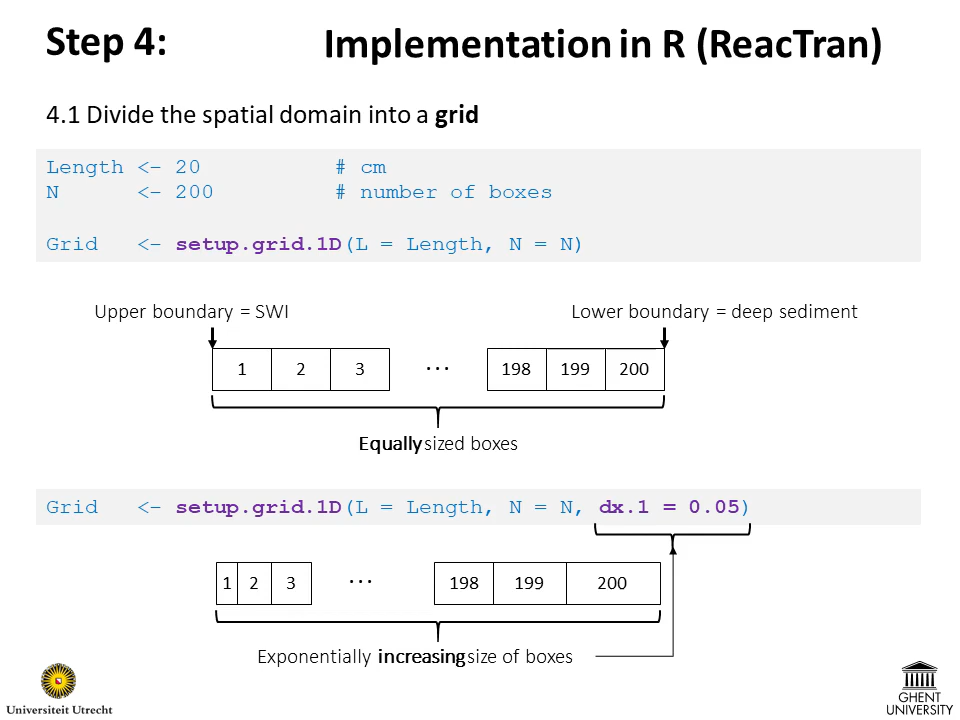 Step 4:
Implementation in R (ReacTran)
4.1 Divide the spatial domain into a grid
Length <- 20 # cm
N <- 200 # number of boxes
Grid <- setup.grid.1D(L = Length, N = N)
Upper boundary = SWI
Lower boundary = deep sediment
1 2 3 ... 198 199 200
Equally sized boxes
Grid <- setup.grid.1D(L = Length, N = N, dx.1 = 0.05)
1 2 3 ... 198 199 200
Exponentially increasing size of boxes
Universiteit Utrecht
GHENT
UNIVERSITY